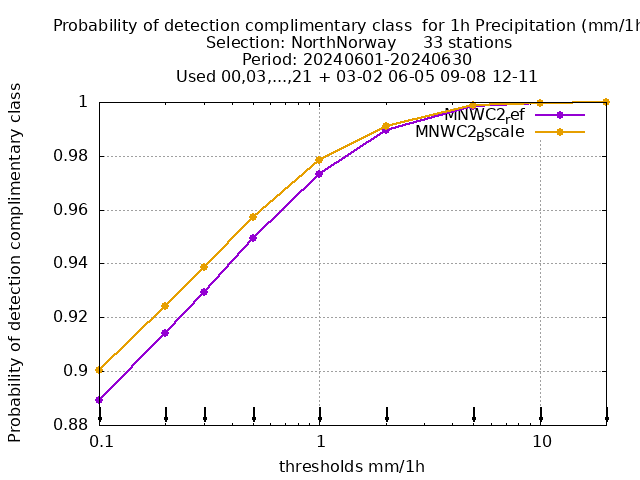 Probability of detection complimentary class  for 1h Precipitation (mm/1h
Selection: NorthNorway     33 stations
Period: 20240601-20240630
Used 00,03,...,21 + 03-02 06-05 09-08 12-11
Probability of detection complimentary class
1
0.98
0.96
0.94
0.92
0.9
0.88
MNWC2ref
MNWC2Bscale
0.1
1
10
thresholds mm/1h